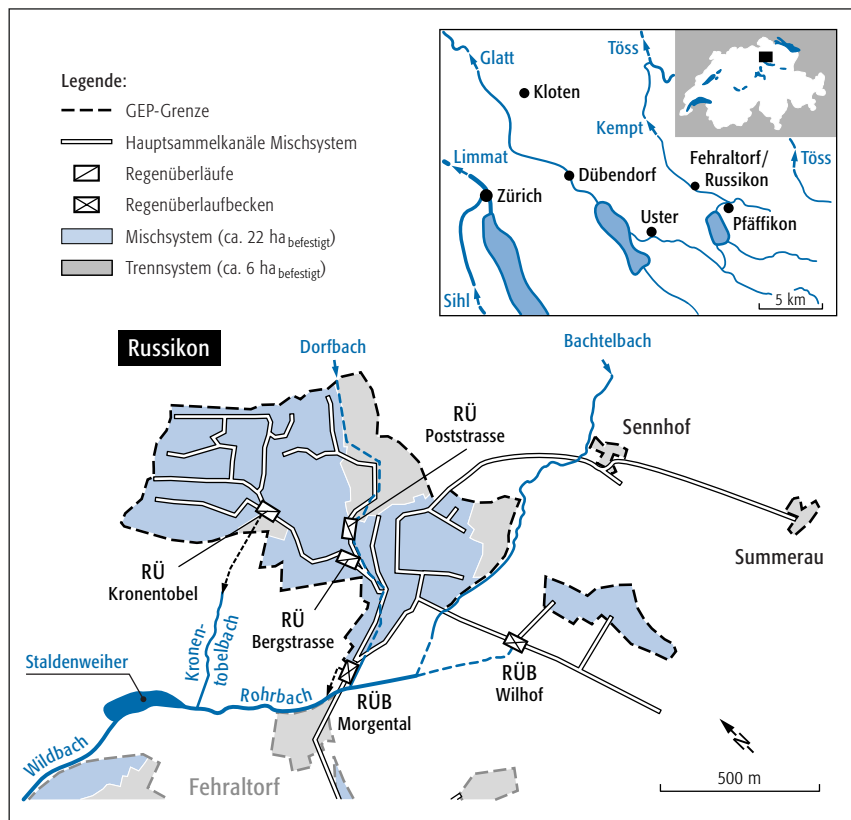 Legende:
GEP-Grenze
Hauptsammelkanäle Mischsystem
Regenüberläufe
Regenüberlaufbecken
Mischsystem (ca. 22 ha befestigt)
Trennsystem (ca. 6 ha befestigt)
Glatt
Töss
Kloten
Kempt
Limmat
Dübendorf
Fehraltorf/
Russikon
Töss
Zürich
Uster
Pfäffikon
Sihl
5 km
Russikon
Dorfbach
Bachtelbach
RÜ
Poststrasse
Sennhof
Summerau
RÜ
Kronentobel
RÜ
Bergstrasse
Kronen-
tobelbach
Staldenweiher
Rohrbach
RÜB
Morgental
RÜB
Wilhof
Wildbach
Fehraltorf
N
500 m